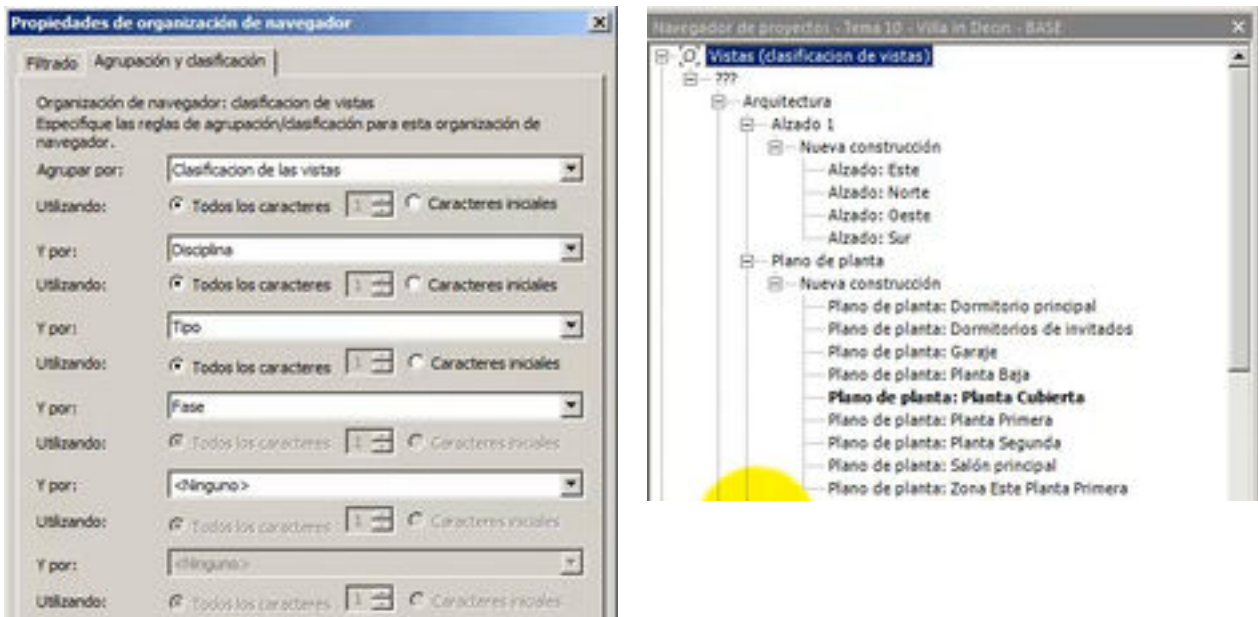 Propiedades de organización de navegador
Filtrado Agrupación y clasificación
Organización de navegador: clasificacion de vistas
Especifique las reglas de agrupación/clasificación para esta organización de
navegador.
Agrupar por: Clasificacion de las vistas
Utilizando: Todos los caracteres 1 Caracteres iniciales
Y por: Disciplina
Utilizando: Todos los caracteres 1 Caracteres iniciales
Y por: Tipo
Utilizando: Todos los caracteres 1 Caracteres iniciales
Y por: Fase
Utilizando: Todos los caracteres 1 Caracteres iniciales
Y por: <Ninguno>
Utilizando: Todos los caracteres 1 Caracteres iniciales
Y por: <Ninguno>
Utilizando: Todos los caracteres 1 Caracteres iniciales
Navegador de proyectos - Tema 10 - Villa in Decin - BASE
Vistas (clasificacion de vistas)
???
Arquitectura
Alzado 1
Nueva construcción
Alzado: Este
Alzado: Norte
Alzado: Oeste
Alzado: Sur
Plano de planta
Nueva construcción
Plano de planta: Dormitorio principal
Plano de planta: Dormitorios de invitados
Plano de planta: Garaje
Plano de planta: Planta Baja
Plano de planta: Planta Cubierta
Plano de planta: Planta Primera
Plano de planta: Planta Segunda
Plano de planta: Salón principal
Plano de planta: Zona Este Planta Primera